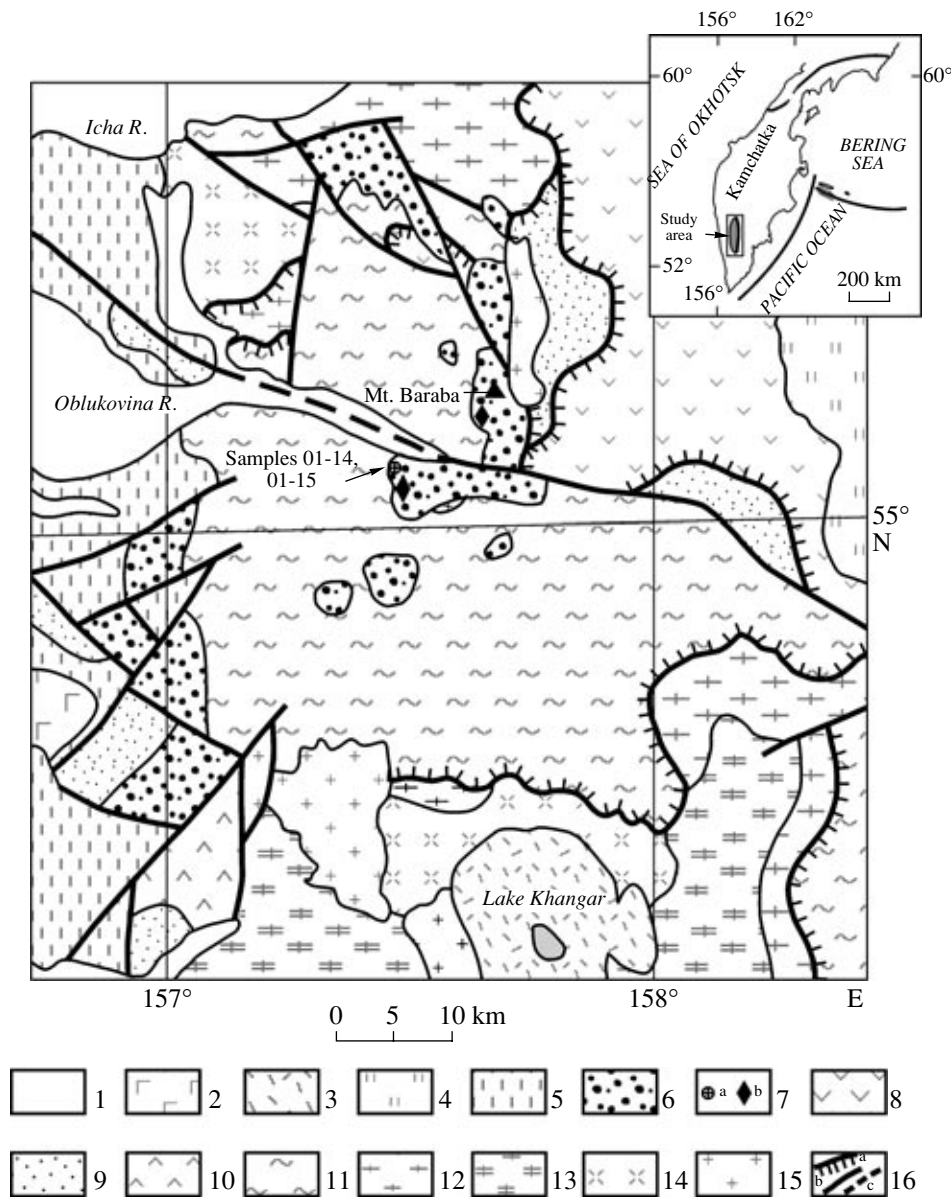 156° 162°
60° 60°
SEA OF OKHOTSK
Kamchatka
BERING
SEA
Study
area
52°
156°
PACIFIC OCEAN
200 km
Icha R.
Oblukovina R.
Mt. Baraba
Samples 01-14,
01-15
55°
N
Lake Khangar
157° 158° E
0 5 10 km
1 2 3 4 5 6 a b 7 8
9 10 11 12 13 14 15 a b c 16